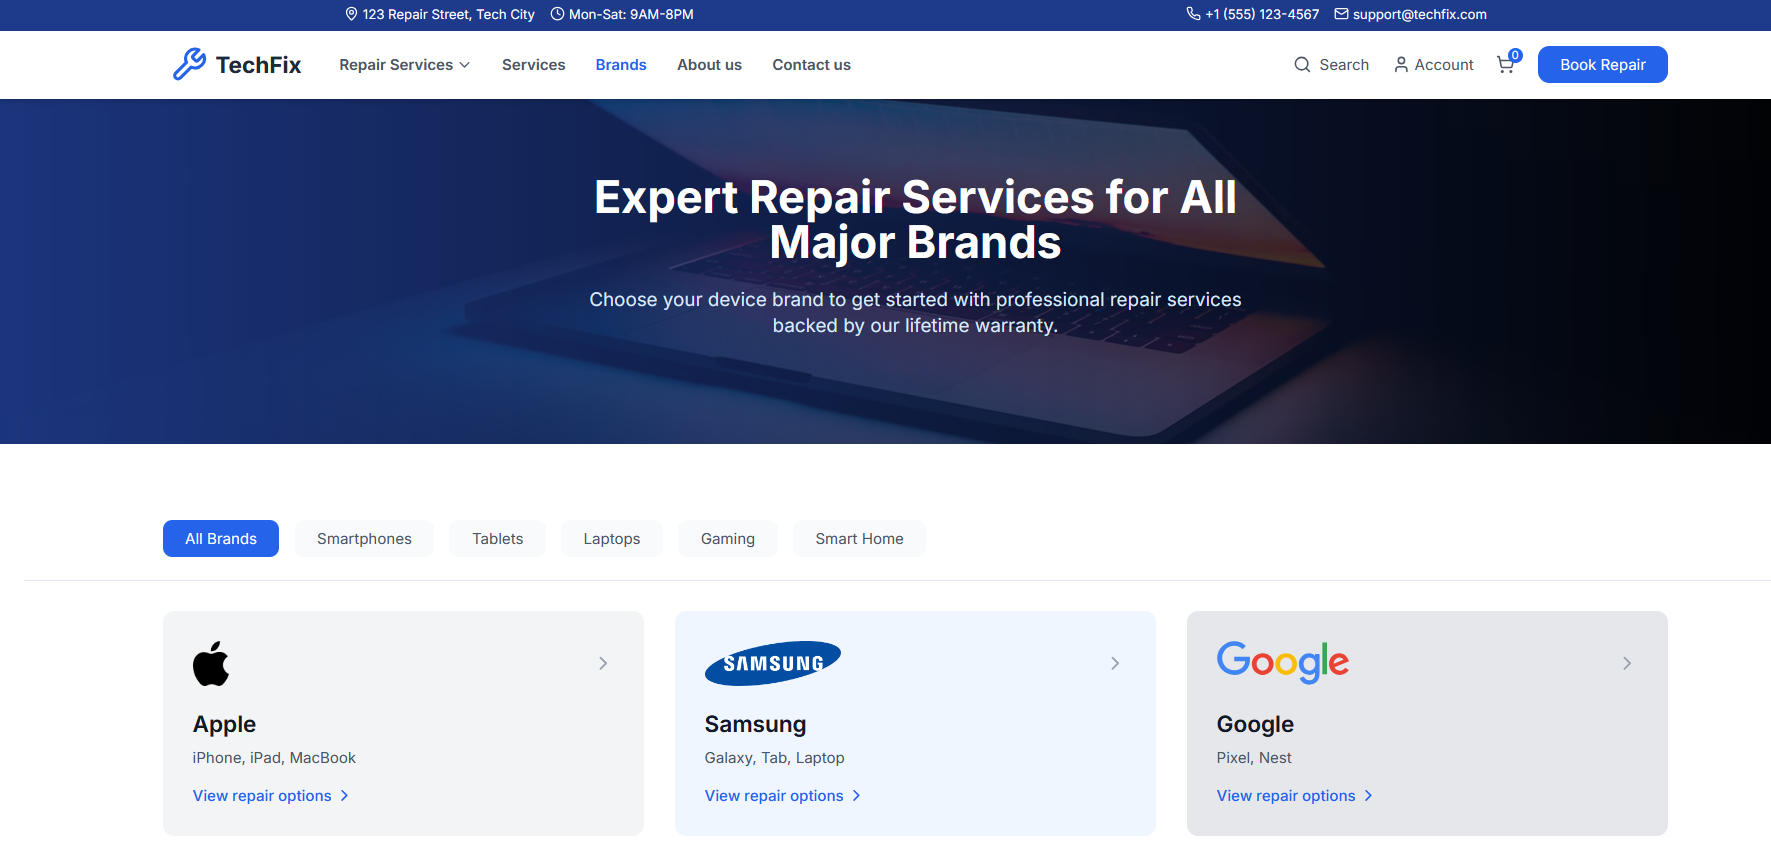 123 Repair Street, Tech City Mon-Sat: 9AM-8PM +1 (555) 123-4567 support@techfix.com
TechFix Repair Services Services Brands About us Contact us Search Account 0 Book Repair
Expert Repair Services for All
Major Brands
Choose your device brand to get started with professional repair services
backed by our lifetime warranty.
All Brands Smartphones Tablets Laptops Gaming Smart Home
SAMSUNG Google
Apple Samsung Google
iPhone, iPad, MacBook Galaxy, Tab, Laptop Pixel, Nest
View repair options View repair options View repair options